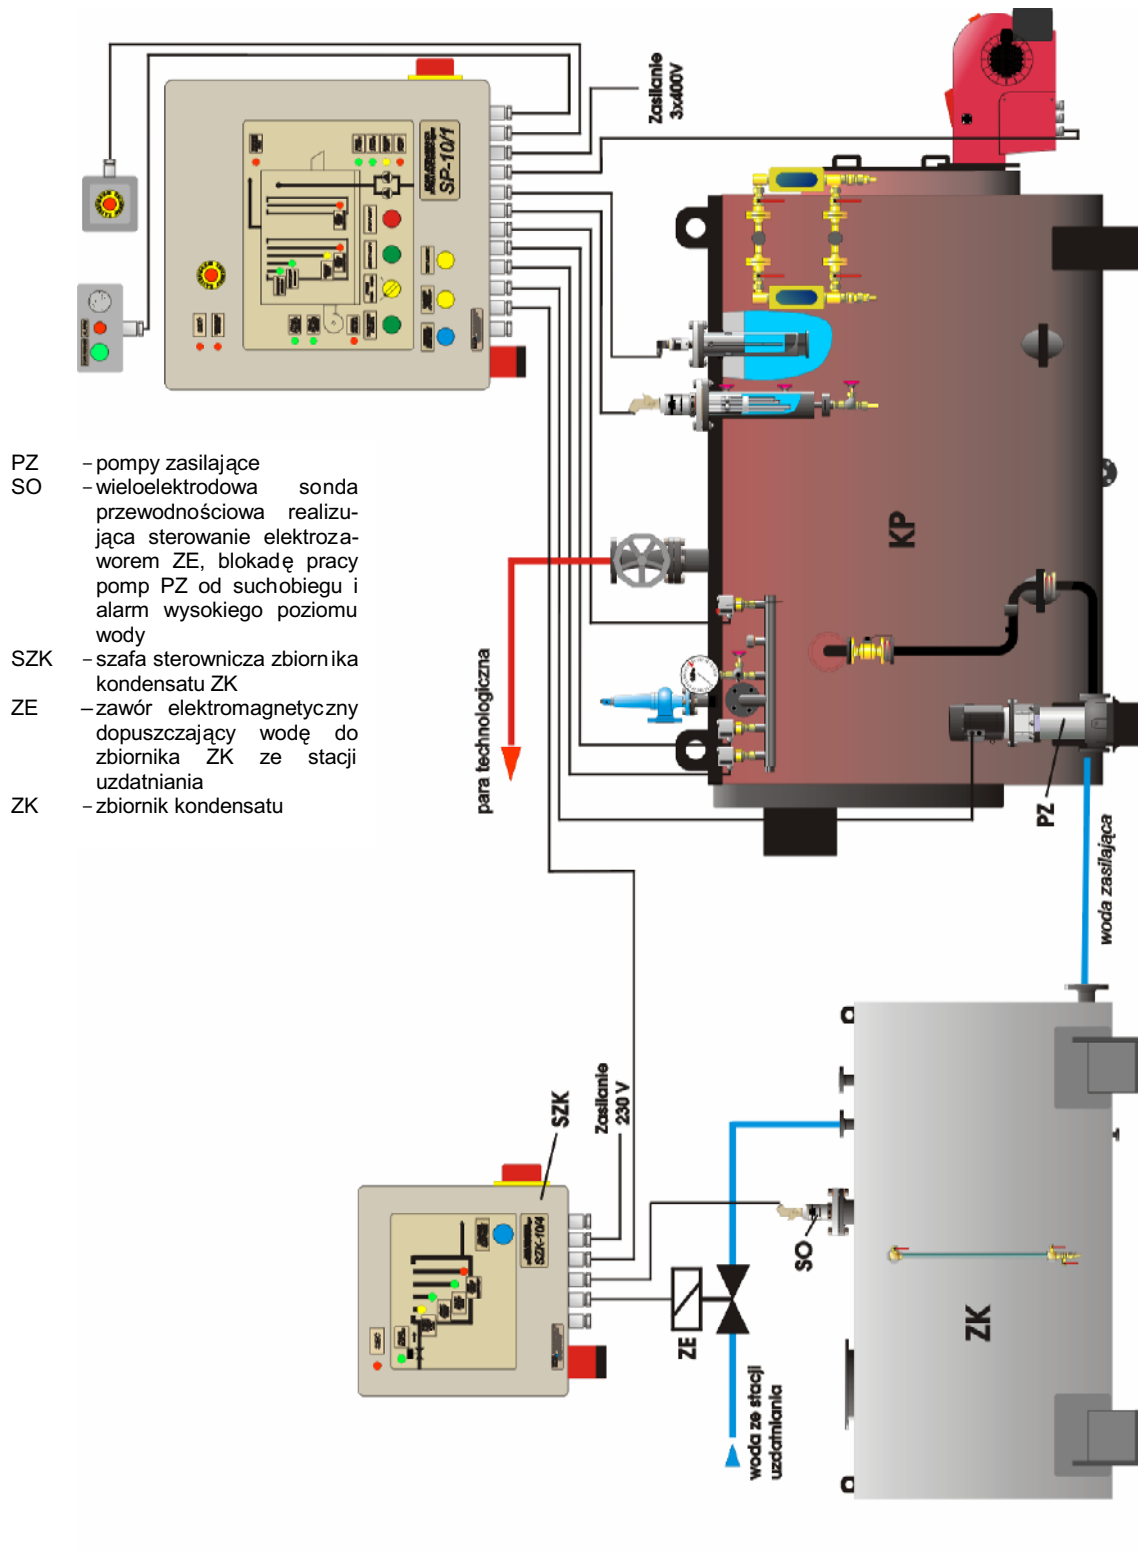 Zasilanie
3x400V
SP-10/1
PZ – pompy zasilające
SO – wieloelektrodowa sonda
przewodnościowa realizu-
jąca sterowanie elektroza-
worem ZE, blokadę pracy
pomp PZ od suchobiegu i
alarm wysokiego poziomu
wody
SZK – szafa sterownicza zbiornika
kondensatu ZK
ZE – zawór elektromagnetyczny
dopuszczający wodę do
zbiornika ZK ze stacji
uzdatniania
ZK – zbiornik kondensatu
KP
para technologiczna
PZ
woda zasilająca
SZK
Zasilanie
230 V
SZK-10/4
SO
ZE
ZK
woda ze stacji
uzdatniania